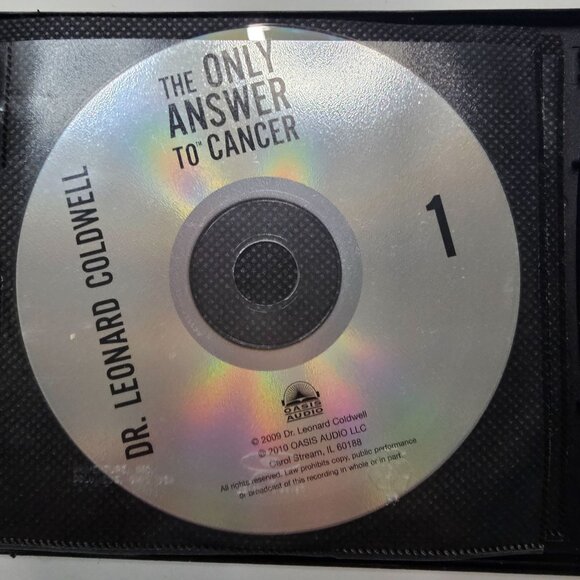 THE ONLY
ANSWER
TO™ CANCER
DR. LEONARD COLDWELL
1
OASIS
AUDIO
© 2009 Dr. Leonard Coldwell
℗ 2010 OASIS AUDIO LLC
Carol Stream, IL 60188
All rights reserved. Law prohibits copy, public performance
or broadcast of this recording in whole or in part.